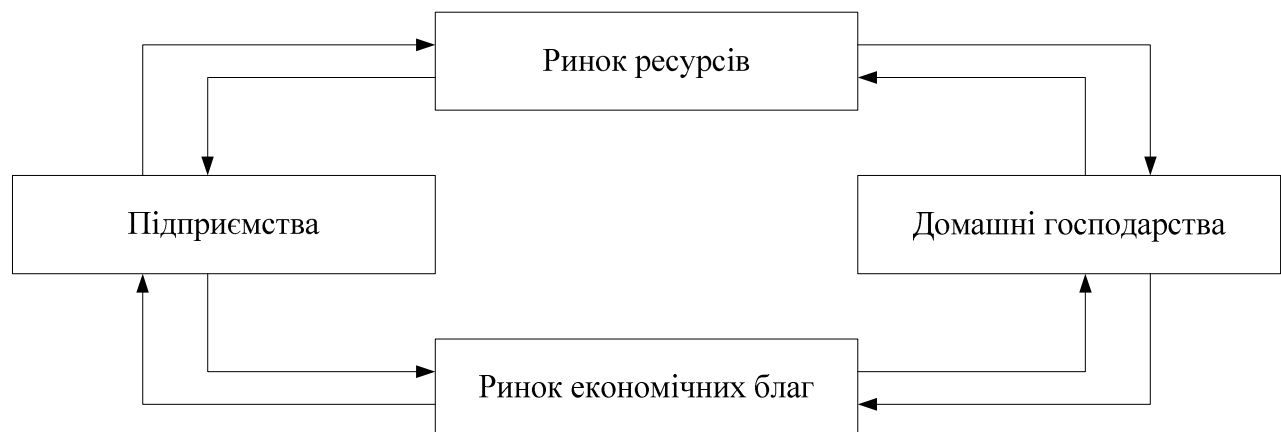 Ринок ресурсів
Підприємства
Домашні господарства
Ринок економічних благ